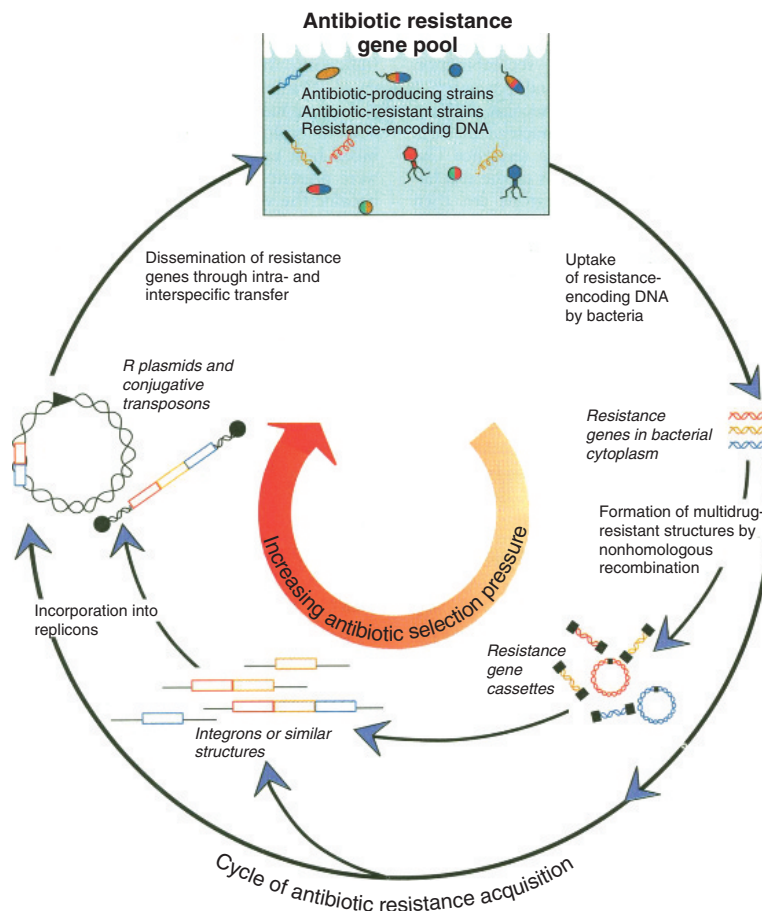 Antibiotic resistance
gene pool
Antibiotic-producing strains
Antibiotic-resistant strains
Resistance-encoding DNA
Dissemination of resistance
genes through intra- and
interspecific transfer
Uptake
of resistance-
encoding DNA
by bacteria
R plasmids and
conjugative
transposons
Resistance
genes in bacterial
cytoplasm
Formation of multidrug-
resistant structures by
nonhomologous
recombination
Increasing antibiotic selection pressure
Incorporation into
replicons
Resistance
gene
cassettes
Integrons or similar
structures
Cycle of antibiotic resistance acquisition